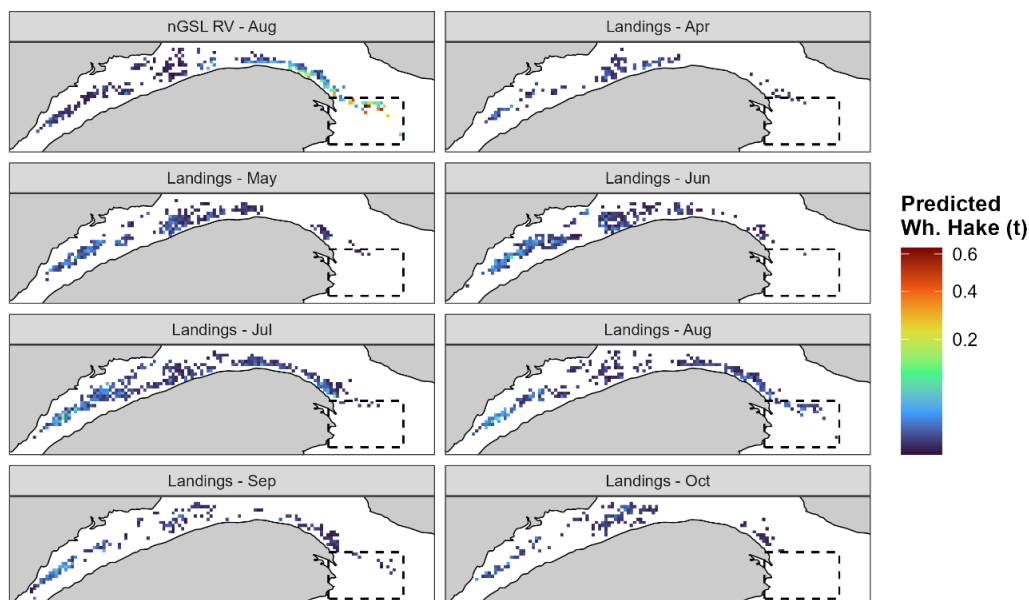 nGSL RV - Aug
Landings - Apr
Landings - May
Landings - Jun
Landings - Jul
Landings - Aug
Landings - Sep
Landings - Oct
Predicted
Wh. Hake (t)
0.6
0.4
0.2